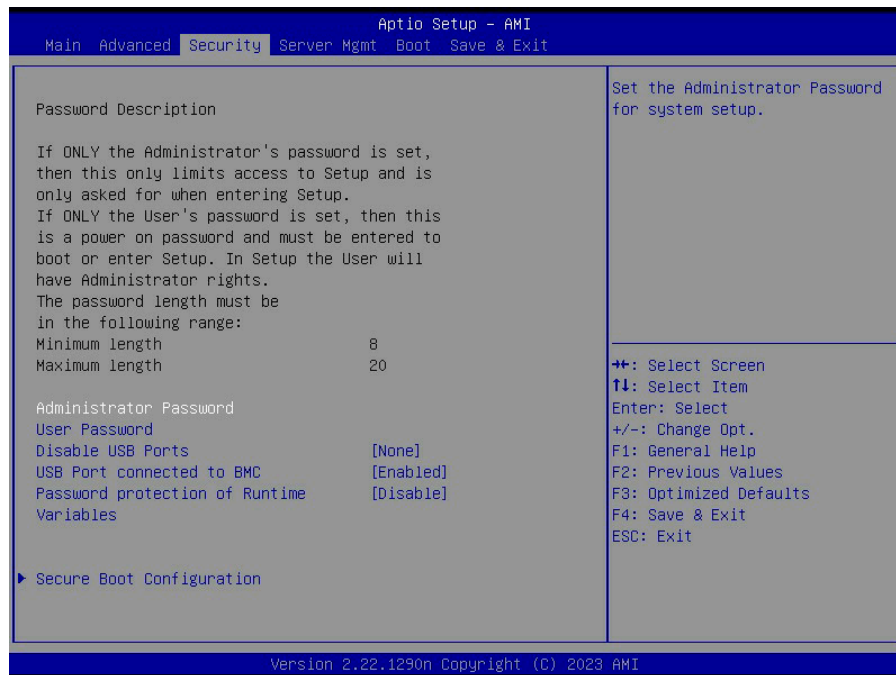 Aptio Setup – AMI
Main Advanced Security Server Mgmt Boot Save & Exit
Password Description
If ONLY the Administrator's password is set,
then this only limits access to Setup and is
only asked for when entering Setup.
If ONLY the User's password is set, then this
is a power on password and must be entered to
boot or enter Setup. In Setup the User will
have Administrator rights.
The password length must be
in the following range:
Minimum length 8
Maximum length 20
Administrator Password
User Password
Disable USB Ports [None]
USB Port connected to BMC [Enabled]
Password protection of Runtime [Disable]
Variables
Secure Boot Configuration
Set the Administrator Password
for system setup.
→←: Select Screen
↑↓: Select Item
Enter: Select
+/-: Change Opt.
F1: General Help
F2: Previous Values
F3: Optimized Defaults
F4: Save & Exit
ESC: Exit
Version 2.22.1290n Copyright (C) 2023 AMI